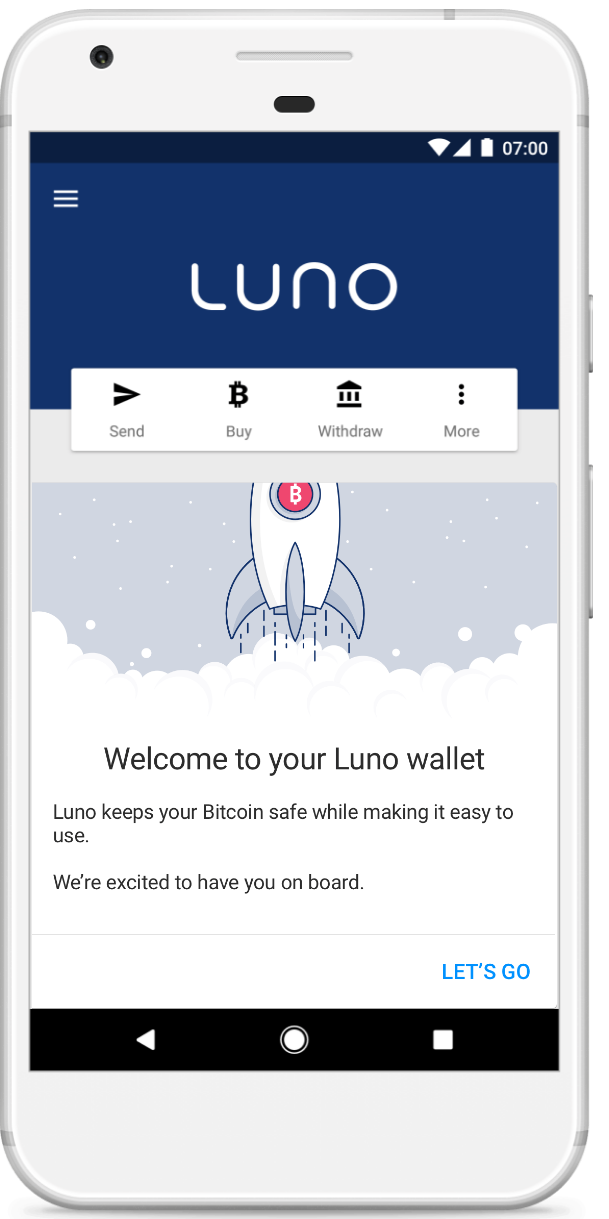 07:00
LUNO
Send Buy Withdraw More
Welcome to your Luno wallet
Luno keeps your Bitcoin safe while making it easy to
use.
We’re excited to have you on board.
LET’S GO